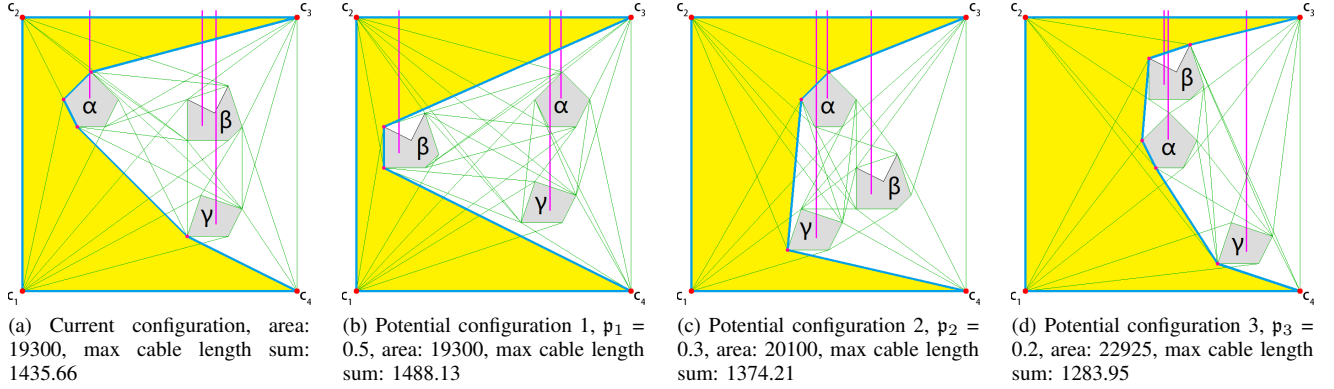 c₂ c₃
α
β
γ
c₁ c₄
(a) Current configuration, area:
19300, max cable length sum:
1435.66
c₂ c₃
α
β
γ
c₁ c₄
(b) Potential configuration 1, 𝔭₁ =
0.5, area: 19300, max cable length
sum: 1488.13
c₂ c₃
α
β
γ
c₁ c₄
(c) Potential configuration 2, 𝔭₂ =
0.3, area: 20100, max cable length
sum: 1374.21
c₂ c₃
β
α
γ
c₁ c₄
(d) Potential configuration 3, 𝔭₃ =
0.2, area: 22925, max cable length
sum: 1283.95